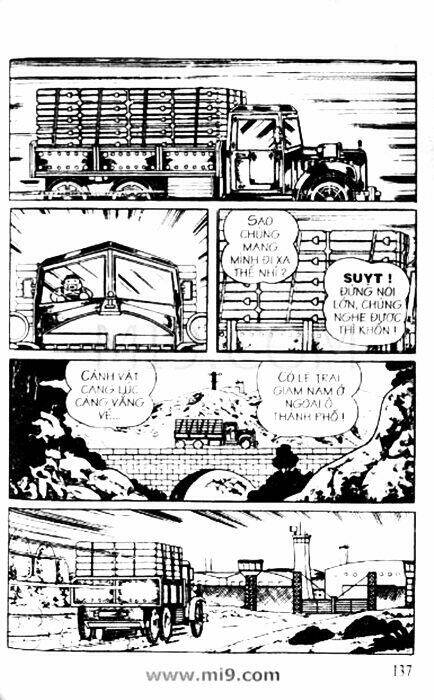 SAO
CHÚNG
MANG
MÌNH ĐI XA
THẾ NHỈ?
SUỴT!
ĐỪNG NÓI
LỚN, CHÚNG
NGHE ĐƯỢC
THÌ KHỐN!
CẢNH VẬT
CÀNG LÚC
CÀNG VẮNG
VẺ...
CÓ LẼ TRẠI
GIAM NẰM Ở
NGOẠI Ô
THÀNH PHỐ!
137
www.mi9.com